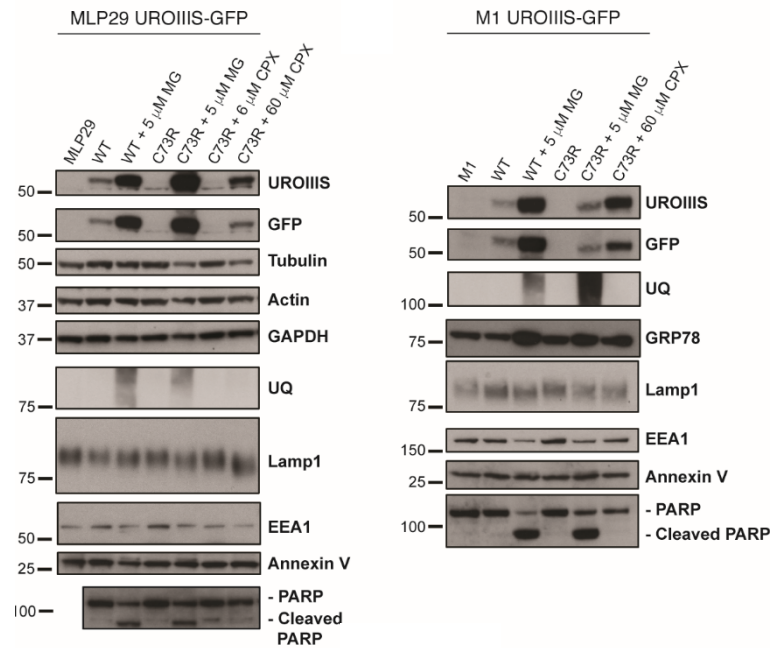 MLP29 UROIIIS-GFP
MLP29
WT
WT + 5 μM MG
C73R
C73R + 5 μM MG
C73R + 6 μM CPX
C73R + 60 μM CPX
50
UROIIIS
50
GFP
50
Tubulin
37
Actin
37
GAPDH
UQ
75
Lamp1
75
EEA1
50
Annexin V
25
- PARP
100
- Cleaved
PARP
M1 UROIIIS-GFP
M1
WT
WT + 5 μM MG
C73R
C73R + 5 μM MG
C73R + 60 μM CPX
UROIIIS
50
GFP
50
UQ
100
GRP78
75
Lamp1
75
EEA1
150
Annexin V
25
- PARP
100
- Cleaved PARP